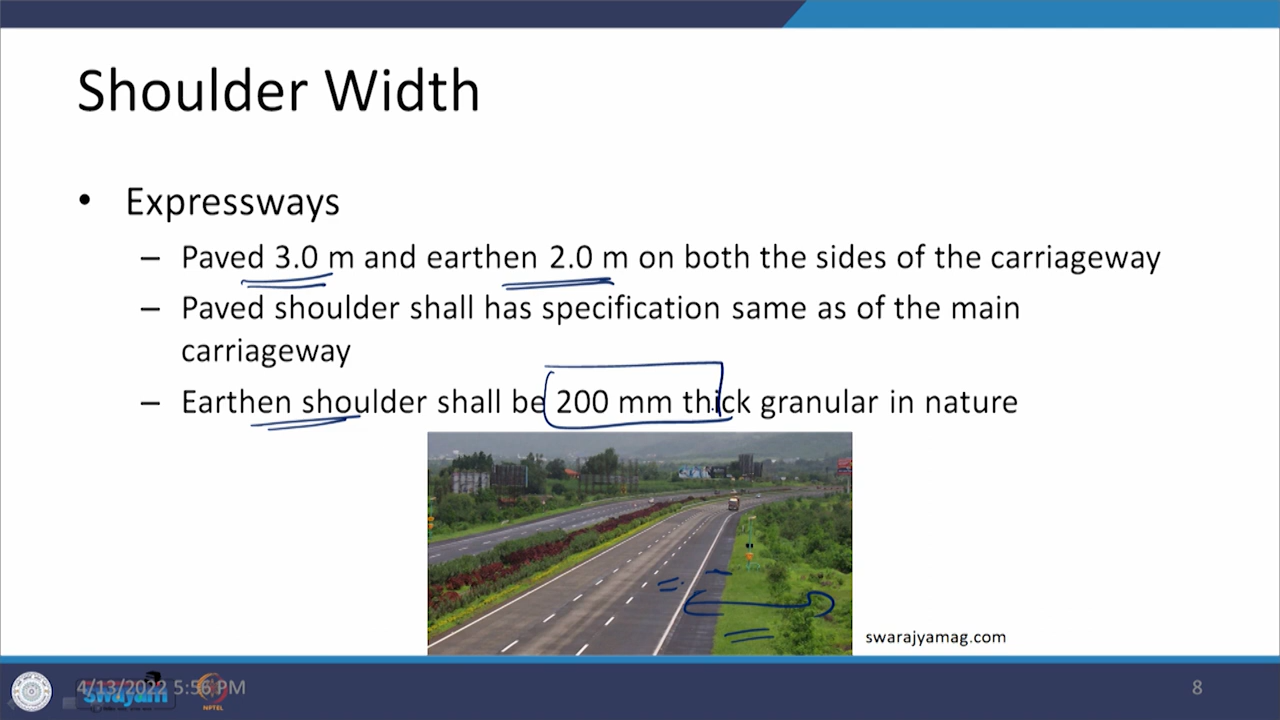 Shoulder Width
• Expressways
– Paved 3.0 m and earthen 2.0 m on both the sides of the carriageway
– Paved shoulder shall has specification same as of the main
carriageway
– Earthen shoulder shall be 200 mm thick granular in nature
swarajyamag.com
4/13/2022 5:56 PM
swayam
NPTEL
8